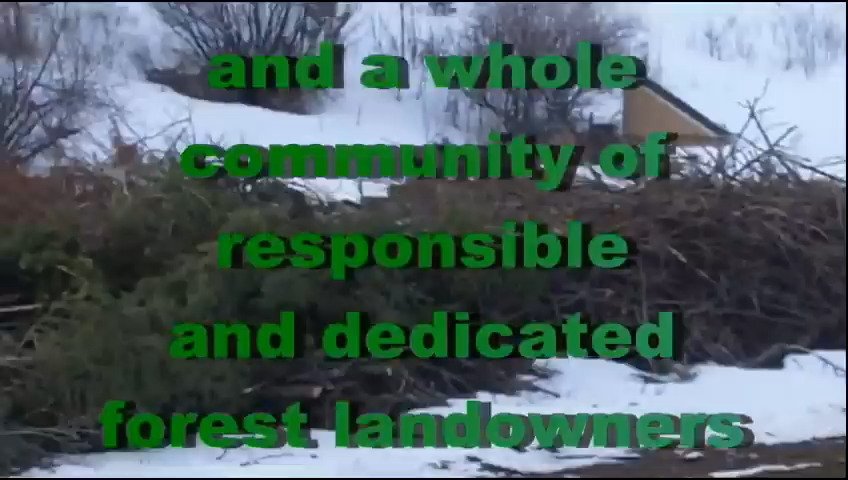 and a whole
community of
responsible
and dedicated
forest landowners